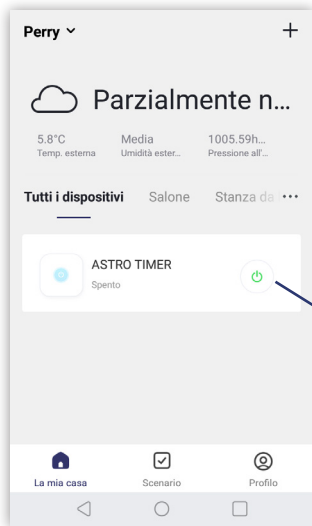 Perry
Parzialmente n...
5.8°C Media 1005.59h...
Temp. esterna Umidità ester... Pressione all'...
Tutti i dispositivi Salone Stanza da ...
ASTRO TIMER
Spento
La mia casa Scenario Profilo